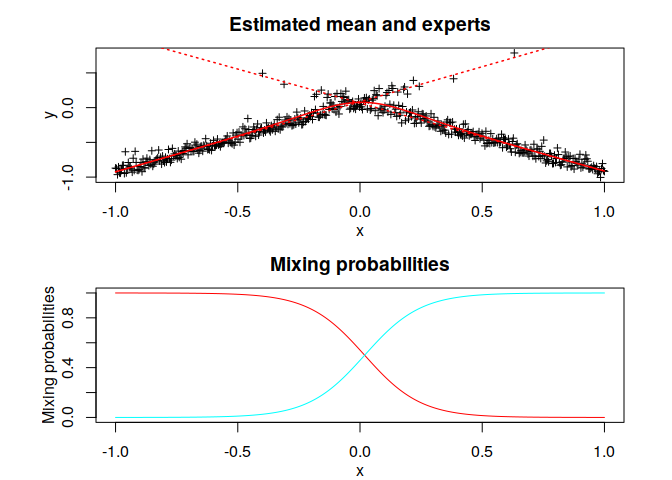 Estimated mean and experts
y
0.0
-1.0
-1.0 -0.5 0.0 0.5 1.0
x
Mixing probabilities
Mixing probabilities
0.8
0.4
0.0
-1.0 -0.5 0.0 0.5 1.0
x